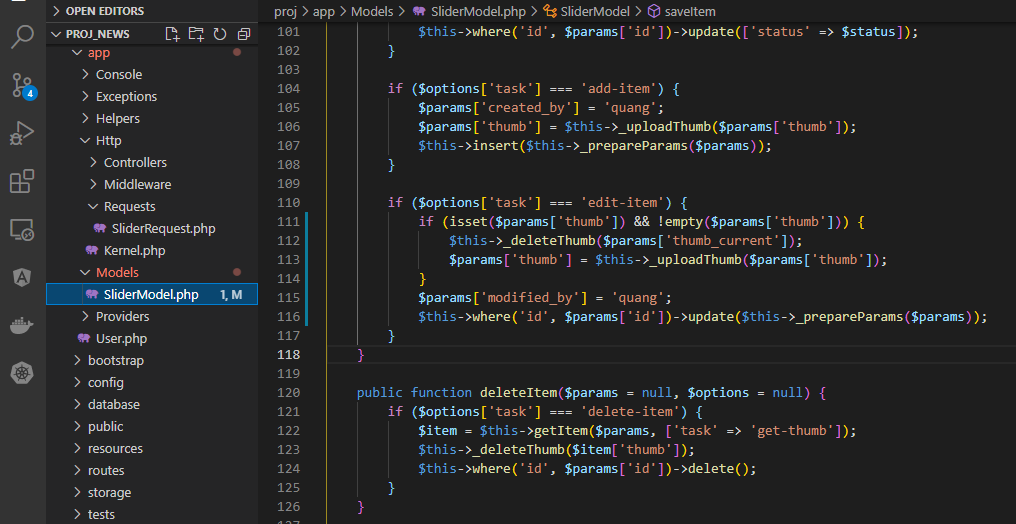 OPEN EDITORS
PROJ_NEWS
app
Console
Exceptions
Helpers
Http
Controllers
Middleware
Requests
SliderRequest.php
Kernel.php
Models
SliderModel.php 1, M
Providers
User.php
bootstrap
config
database
public
resources
routes
storage
tests
4
proj > app > Models > SliderModel.php > SliderModel > saveItem
101 $this->where('id', $params['id'])->update(['status' => $status]);
102 }
103
104 if ($options['task'] === 'add-item') {
105 $params['created_by'] = 'quang';
106 $params['thumb'] = $this->_uploadThumb($params['thumb']);
107 $this->insert($this->_prepareParams($params));
108 }
109
110 if ($options['task'] === 'edit-item') {
111 if (isset($params['thumb']) && !empty($params['thumb'])) {
112 $this->_deleteThumb($params['thumb_current']);
113 $params['thumb'] = $this->_uploadThumb($params['thumb']);
114 }
115 $params['modified_by'] = 'quang';
116 $this->where('id', $params['id'])->update($this->_prepareParams($params));
117 }
118 }
119
120 public function deleteItem($params = null, $options = null) {
121 if ($options['task'] === 'delete-item') {
122 $item = $this->getItem($params, ['task' => 'get-thumb']);
123 $this->_deleteThumb($item['thumb']);
124 $this->where('id', $params['id'])->delete();
125 }
126 }